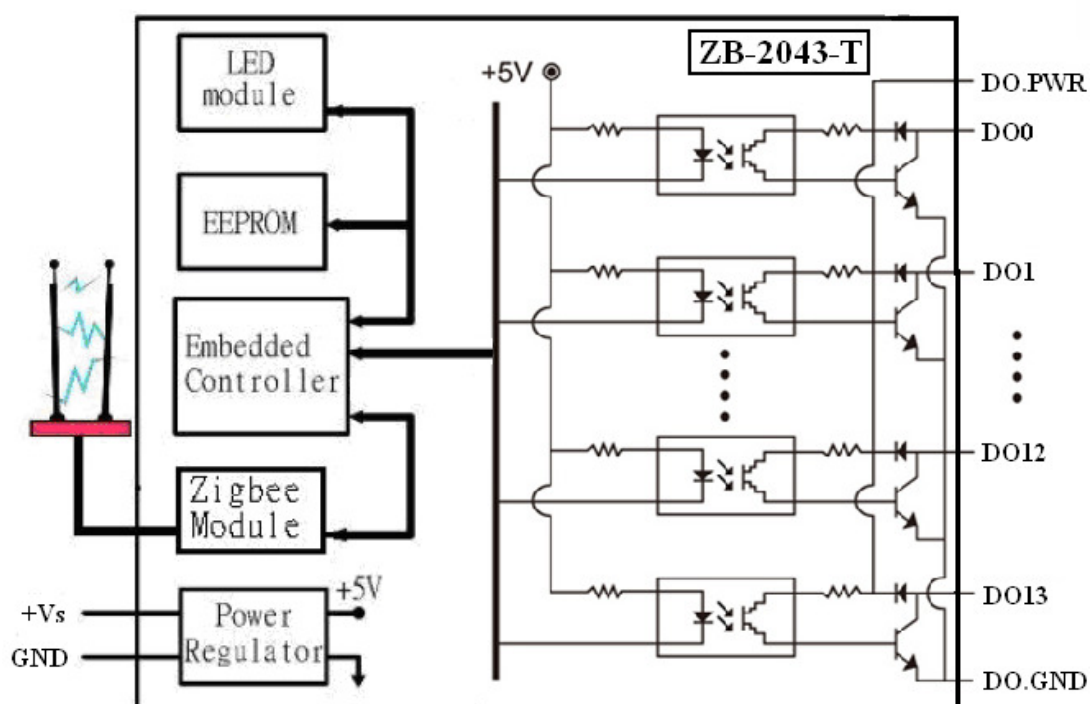 ZB-2043-T
LED
module
EEPROM
Embedded
Controller
Zigbee
Module
+Vs
GND
Power
Regulator
+5V
+5V
DO.PWR
DO0
DO1
DO12
DO13
DO.GND